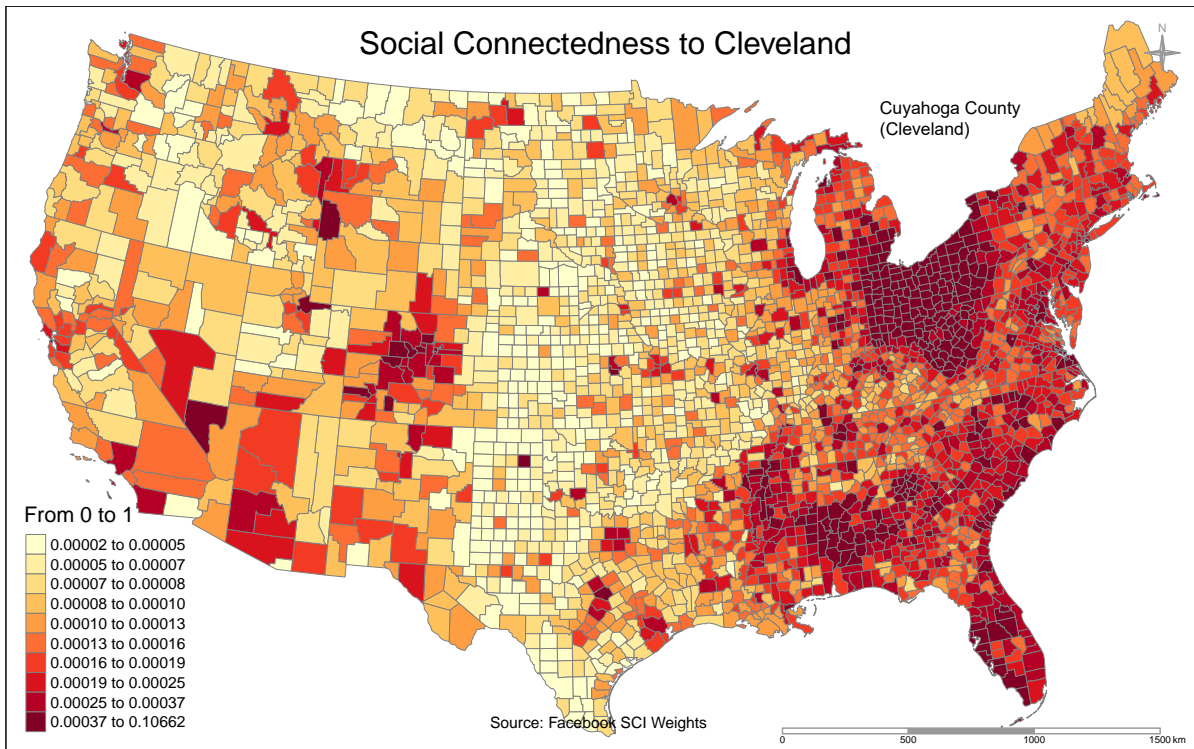 Social Connectedness to Cleveland
N
Cuyahoga County
(Cleveland)
From 0 to 1
0.00002 to 0.00005
0.00005 to 0.00007
0.00007 to 0.00008
0.00008 to 0.00010
0.00010 to 0.00013
0.00013 to 0.00016
0.00016 to 0.00019
0.00019 to 0.00025
0.00025 to 0.00037
0.00037 to 0.10662
Source: Facebook SCI Weights
0 500 1000 1500 km